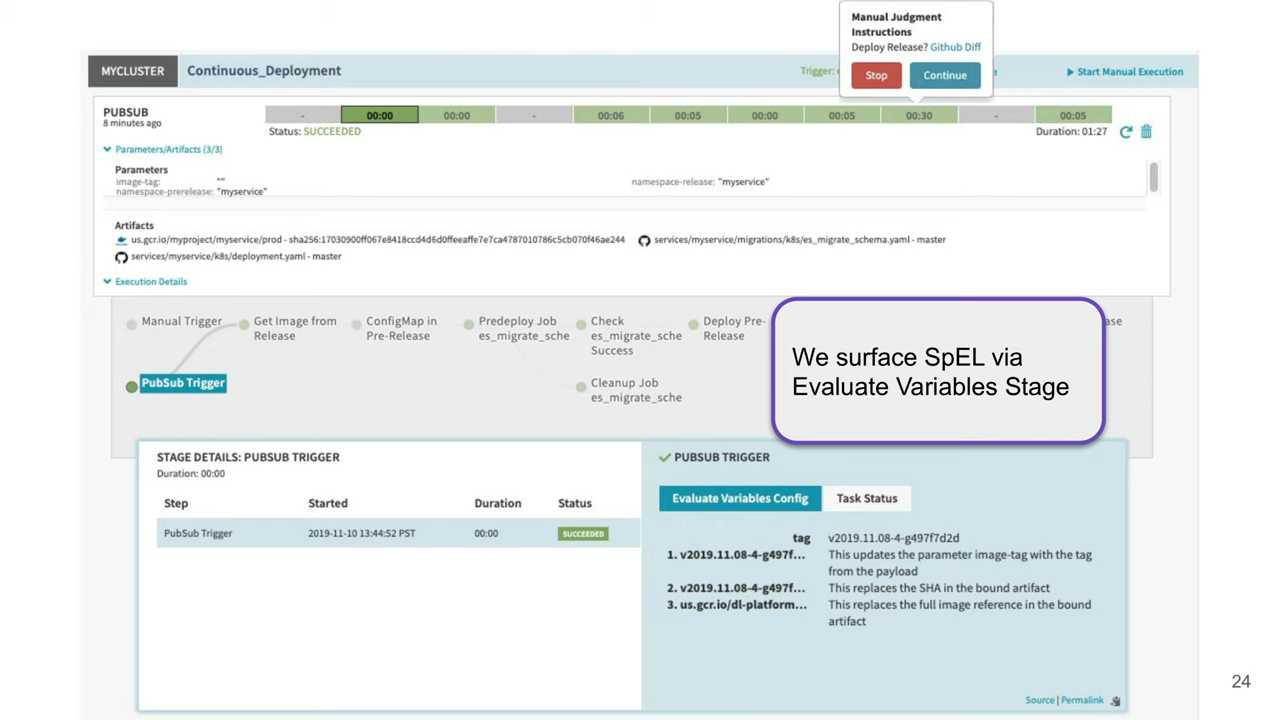 Manual Judgment
Instructions
Deploy Release? Github Diff
Stop Continue
MYCLUSTER Continuous_Deployment Trigger: Start Manual Execution
PUBSUB
8 minutes ago
- 00:00 00:00 - 00:06 00:05 00:00 00:05 00:30 - 00:05
Status: SUCCEEDED Duration: 01:27
Parameters/Artifacts (3/3)
Parameters
image-tag: "" namespace-release: "myservice"
namespace-prerelease: "myservice"
Artifacts
us.gcr.io/myproject/myservice/prod - sha256:17030900ff067e8418ccd4d6d0ffeeaffe7e7ca4787010786c5cb070f46ae244 services/myservice/migrations/k8s/es_migrate_schema.yaml - master
services/myservice/k8s/deployment.yaml - master
Execution Details
Manual Trigger Get Image from ConfigMap in Predeploy Job Check Deploy Pre-
Release Pre-Release es_migrate_sche es_migrate_sche Release
Success
PubSub Trigger Cleanup Job
es_migrate_sche
We surface SpEL via
Evaluate Variables Stage
STAGE DETAILS: PUBSUB TRIGGER
Duration: 00:00
Step Started Duration Status
PubSub Trigger 2019-11-10 13:44:52 PST 00:00 SUCCEEDED
PUBSUB TRIGGER
Evaluate Variables Config Task Status
tag v2019.11.08-4-g497f7d2d
1. v2019.11.08-4-g497f... This updates the parameter image-tag with the tag
from the payload
2. v2019.11.08-4-g497f... This replaces the SHA in the bound artifact
3. us.gcr.io/dl-platform... This replaces the full image reference in the bound
artifact
Source | Permalink
24